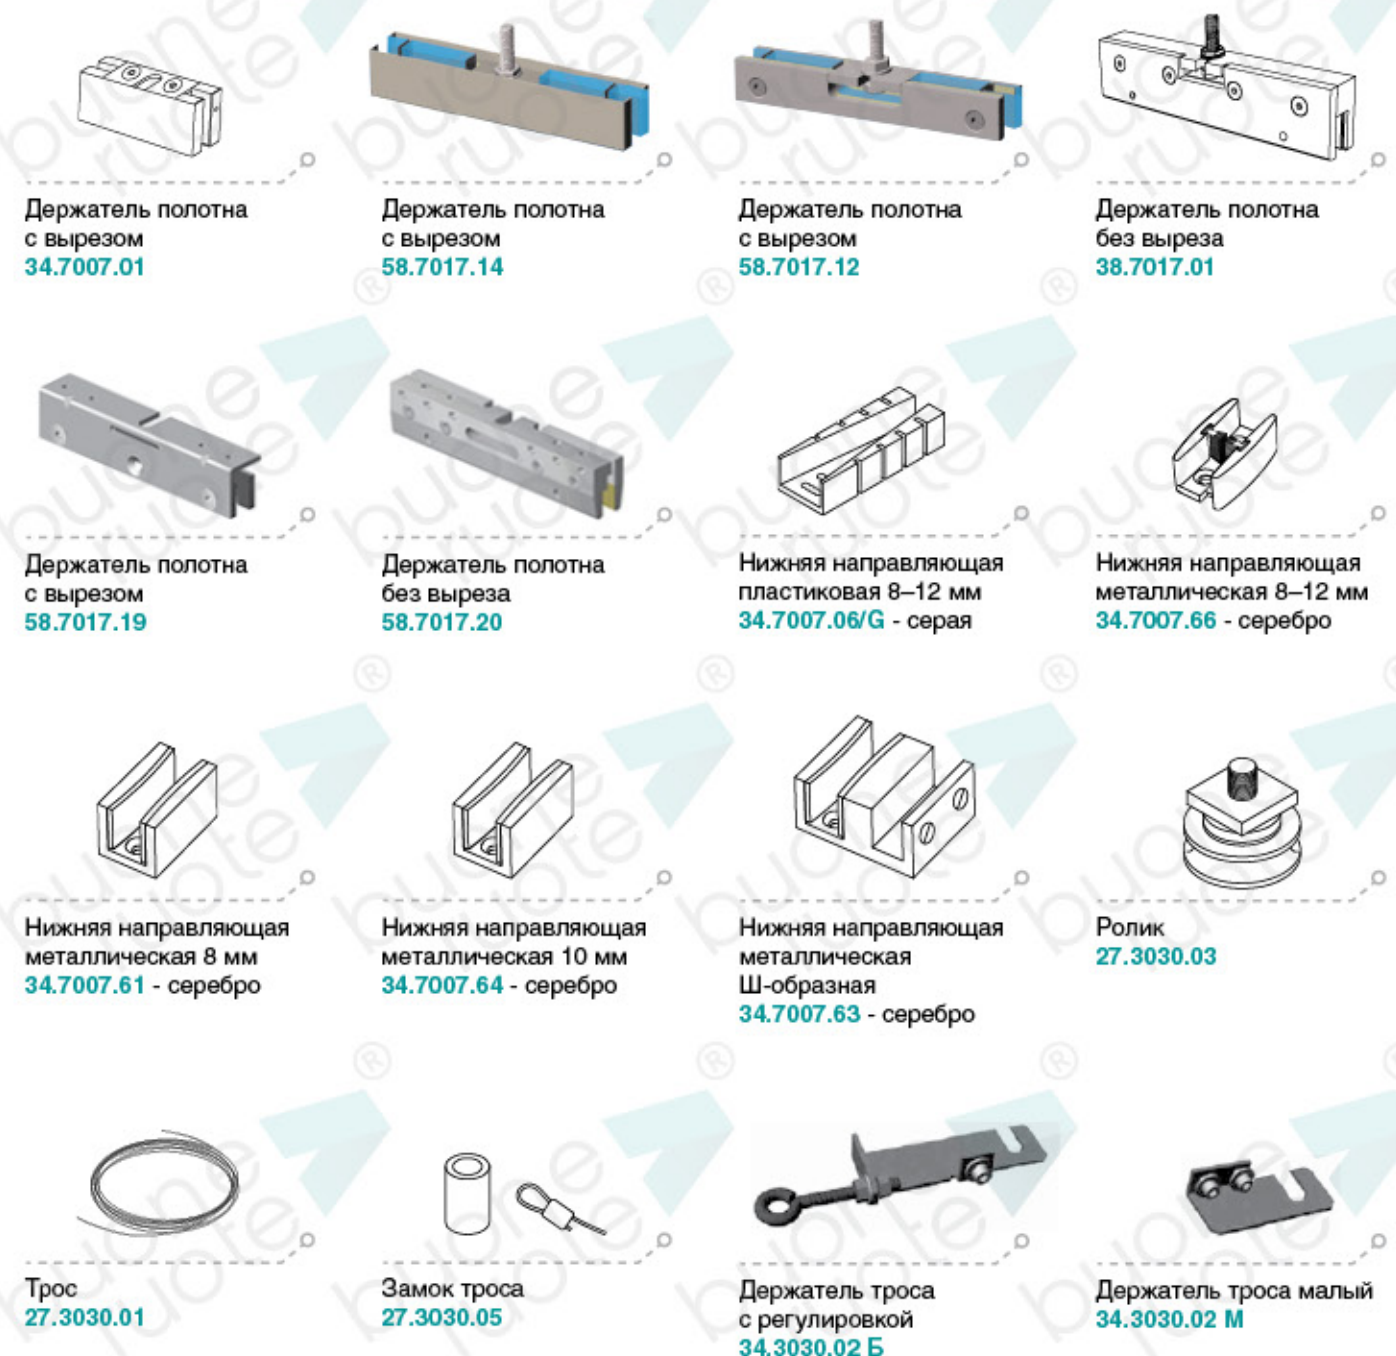 Держатель полотна
с вырезом
34.7007.01
Держатель полотна
с вырезом
58.7017.14
Держатель полотна
с вырезом
58.7017.12
Держатель полотна
без выреза
38.7017.01
Держатель полотна
с вырезом
58.7017.19
Держатель полотна
без выреза
58.7017.20
Нижняя направляющая
пластиковая 8–12 мм
34.7007.06/G - серая
Нижняя направляющая
металлическая 8–12 мм
34.7007.66 - серебро
Нижняя направляющая
металлическая 8 мм
34.7007.61 - серебро
Нижняя направляющая
металлическая 10 мм
34.7007.64 - серебро
Нижняя направляющая
металлическая
Ш-образная
34.7007.63 - серебро
Ролик
27.3030.03
Трос
27.3030.01
Замок троса
27.3030.05
Держатель троса
с регулировкой
34.3030.02 Б
Держатель троса малый
34.3030.02 М
buone
ruote
®